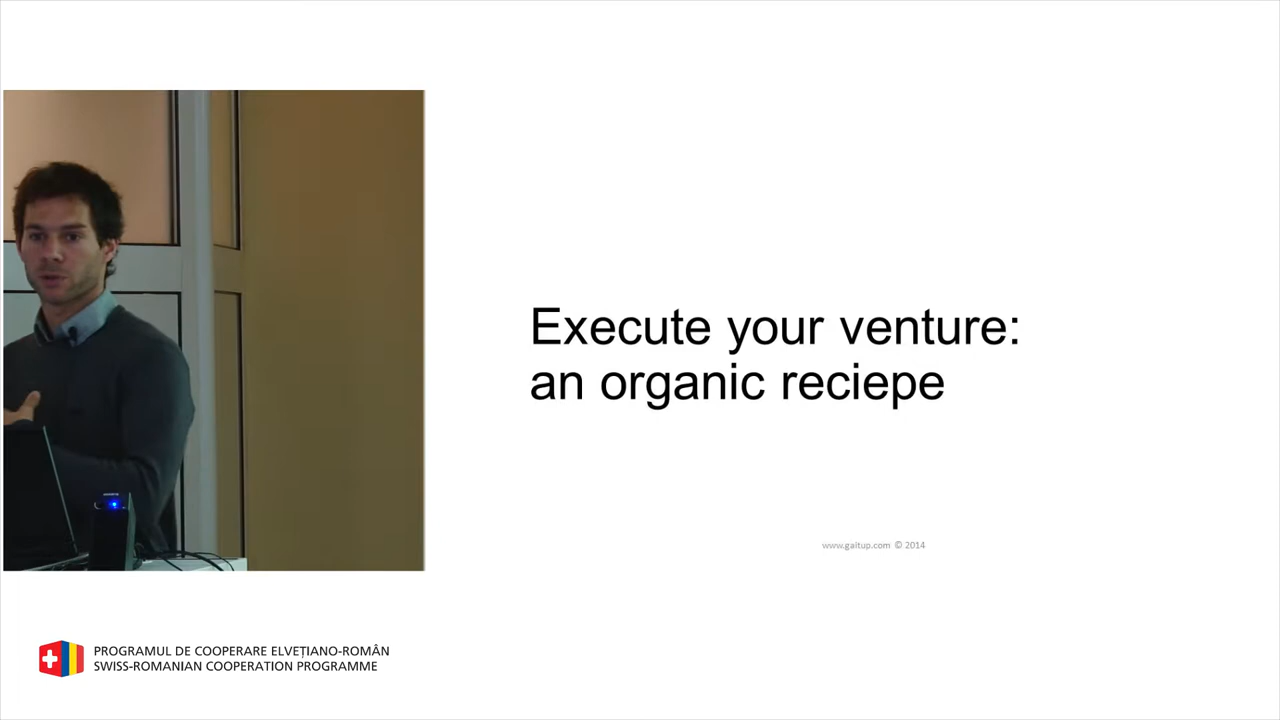 Execute your venture:
an organic reciepe
www.gaitup.com © 2014
PROGRAMUL DE COOPERARE ELVEȚIANO-ROMÂN
SWISS-ROMANIAN COOPERATION PROGRAMME